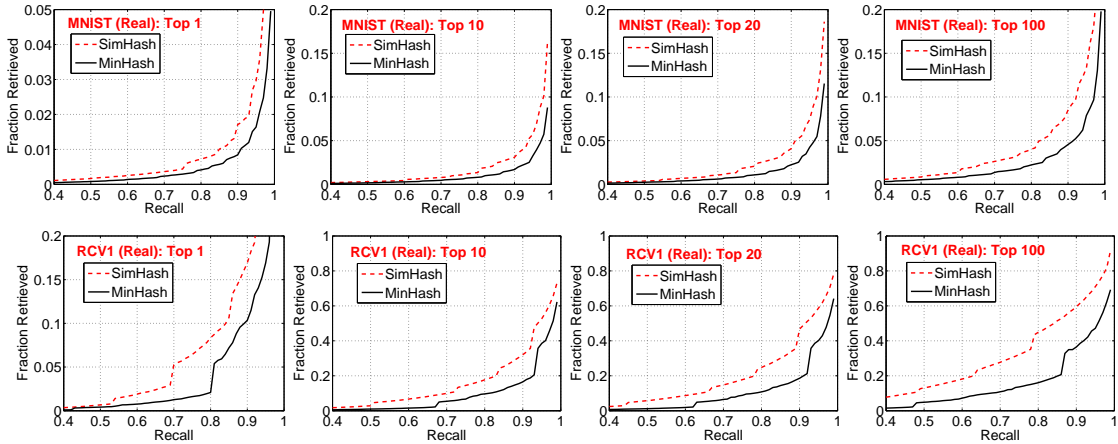 MNIST (Real): Top 1
SimHash
MinHash
Fraction Retrieved
0.05
0.04
0.03
0.02
0.01
0
0.4 0.5 0.6 0.7 0.8 0.9 1
Recall
MNIST (Real): Top 10
SimHash
MinHash
Fraction Retrieved
0.2
0.15
0.1
0.05
0
0.4 0.5 0.6 0.7 0.8 0.9 1
Recall
MNIST (Real): Top 20
SimHash
MinHash
Fraction Retrieved
0.2
0.15
0.1
0.05
0
0.4 0.5 0.6 0.7 0.8 0.9 1
Recall
MNIST (Real): Top 100
SimHash
MinHash
Fraction Retrieved
0.2
0.15
0.1
0.05
0
0.4 0.5 0.6 0.7 0.8 0.9 1
Recall
RCV1 (Real): Top 1
SimHash
MinHash
Fraction Retrieved
0.2
0.15
0.1
0.05
0
0.4 0.5 0.6 0.7 0.8 0.9 1
Recall
RCV1 (Real): Top 10
SimHash
MinHash
Fraction Retrieved
1
0.8
0.6
0.4
0.2
0
0.4 0.5 0.6 0.7 0.8 0.9 1
Recall
RCV1 (Real): Top 20
SimHash
MinHash
Fraction Retrieved
1
0.8
0.6
0.4
0.2
0
0.4 0.5 0.6 0.7 0.8 0.9 1
Recall
RCV1 (Real): Top 100
SimHash
MinHash
Fraction Retrieved
1
0.8
0.6
0.4
0.2
0
0.4 0.5 0.6 0.7 0.8 0.9 1
Recall